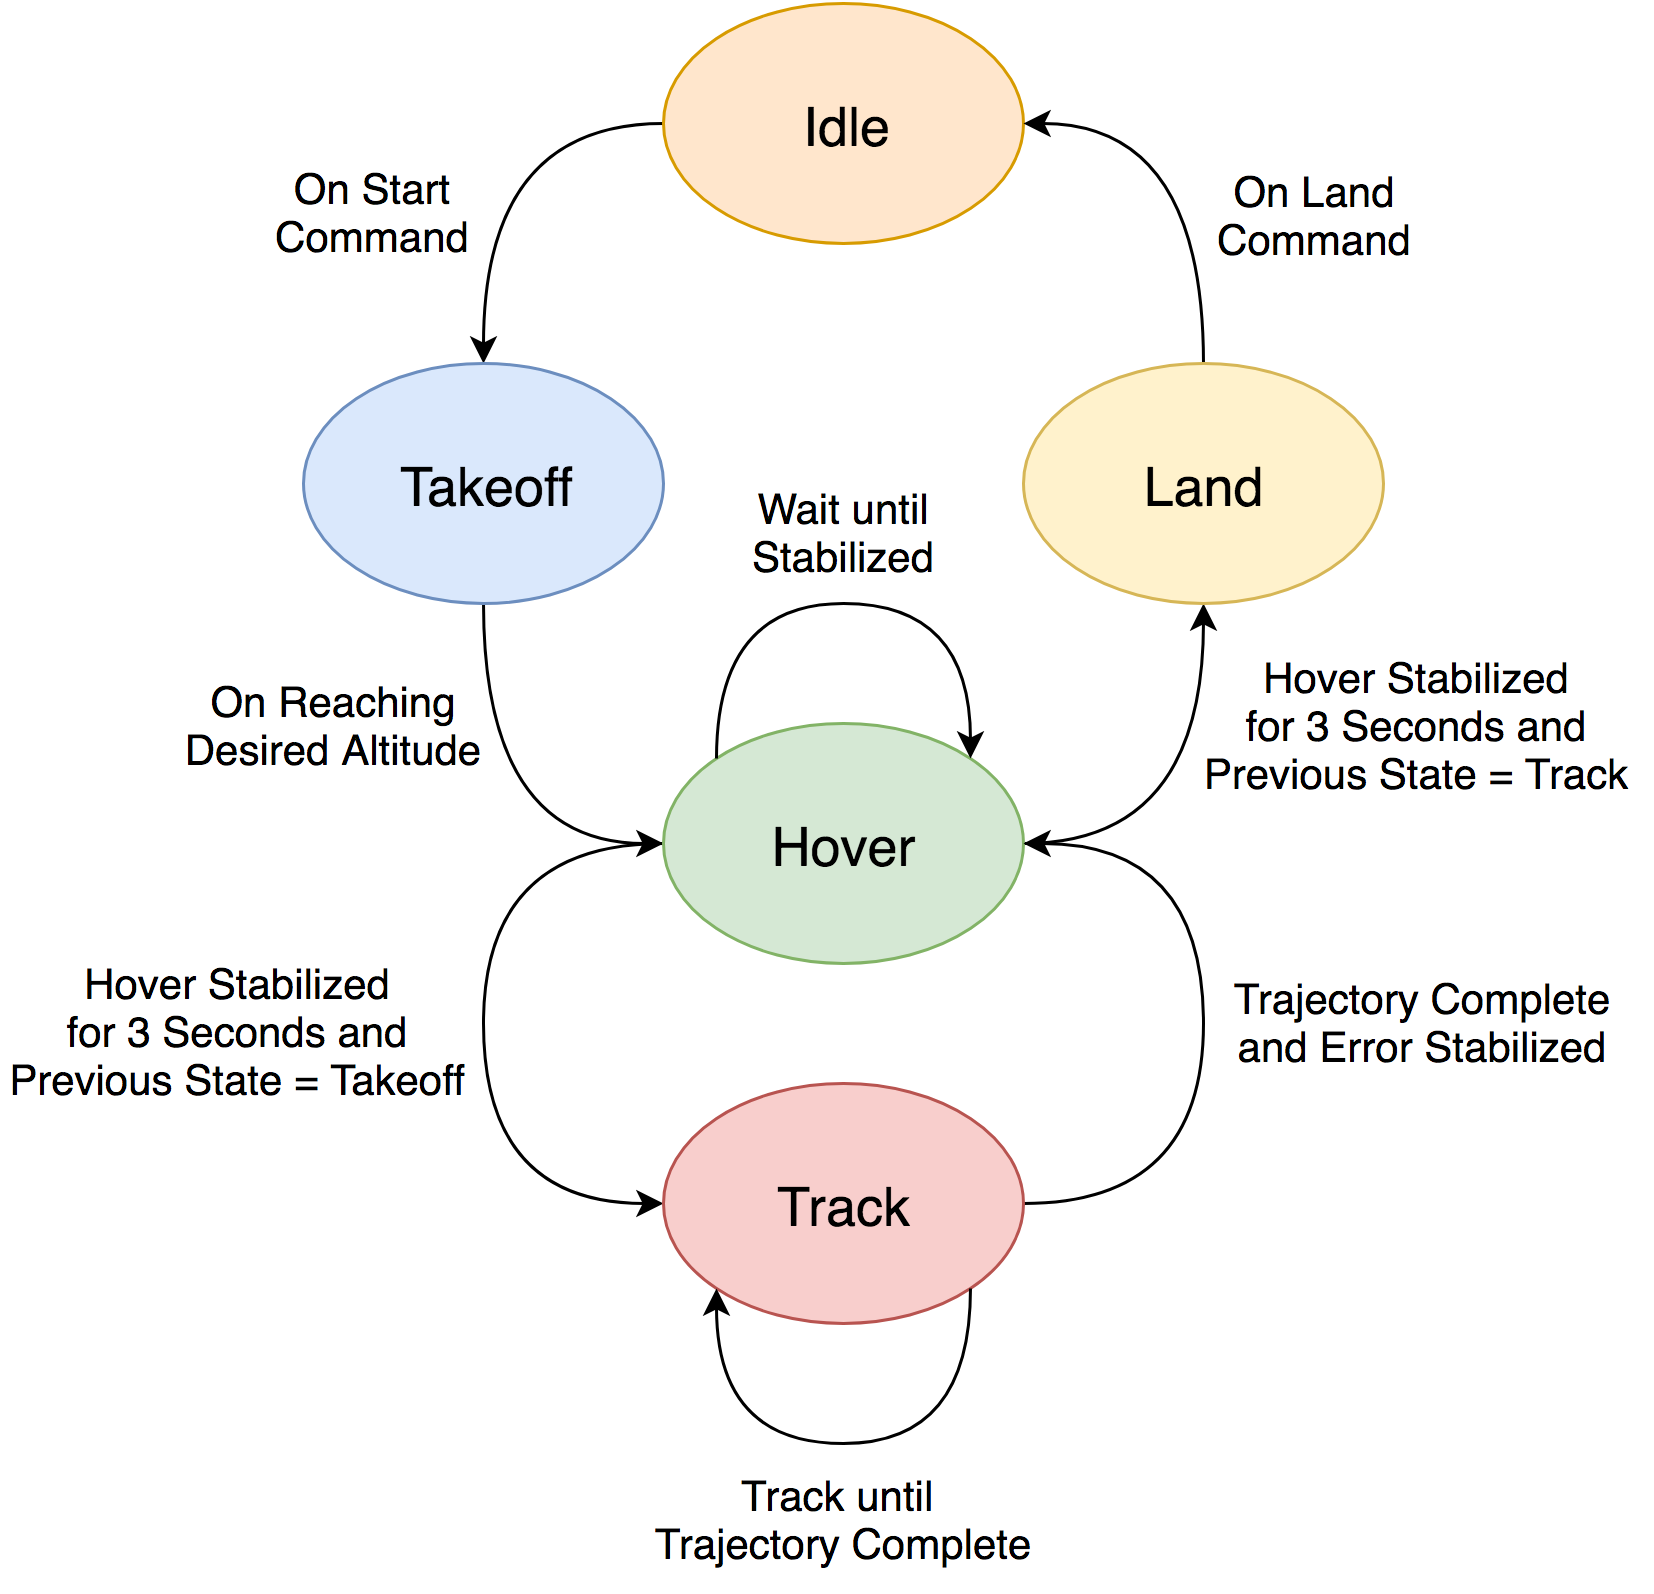 Idle
On Start
Command
On Land
Command
Takeoff
Land
Wait until
Stabilized
On Reaching
Desired Altitude
Hover Stabilized
for 3 Seconds and
Previous State = Track
Hover
Hover Stabilized
for 3 Seconds and
Previous State = Takeoff
Trajectory Complete
and Error Stabilized
Track
Track until
Trajectory Complete